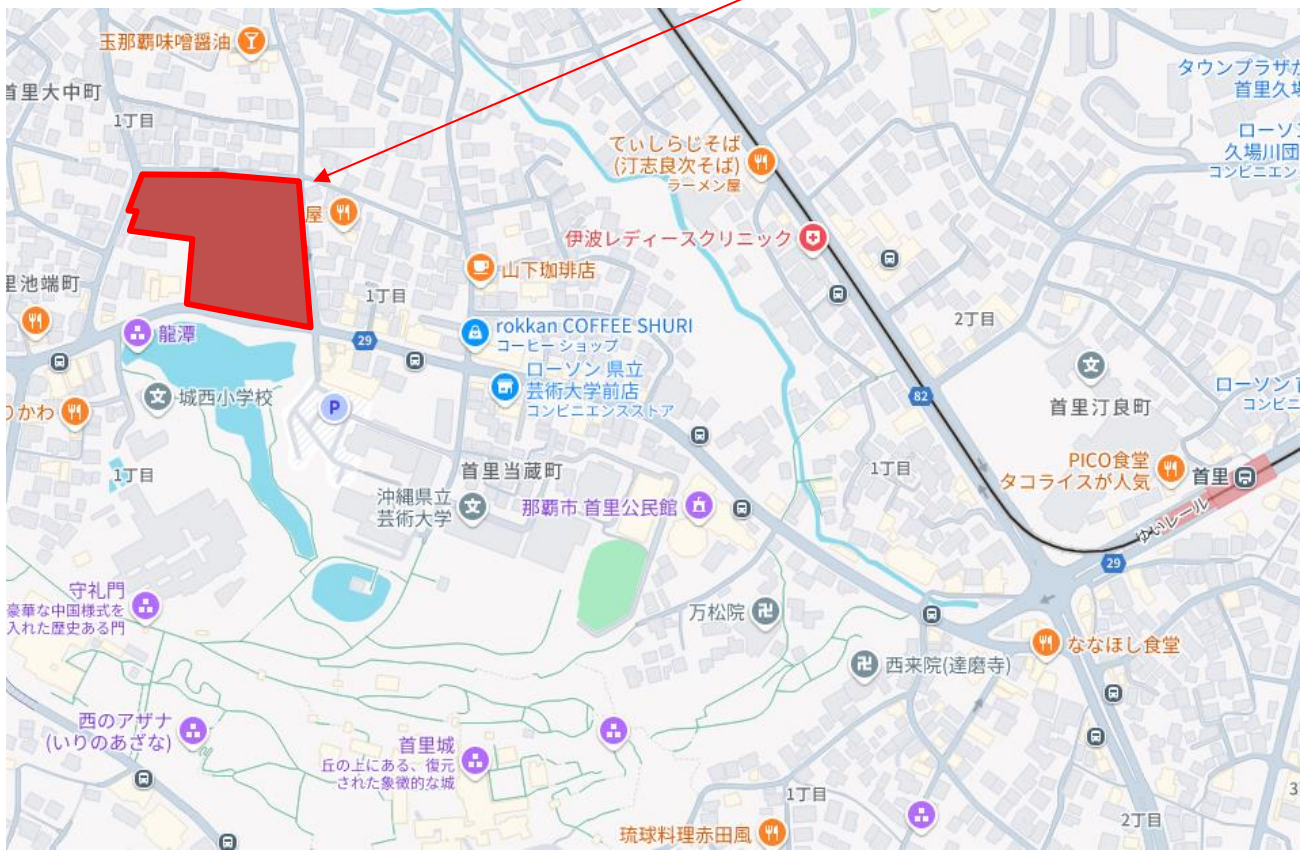 玉那覇味噌醤油
首里大中町
1丁目
タウンプラザか
首里久場
ローソン
久場川団
コンビニエン
てぃしらじそば
(汀志良次そば)
ラーメン屋
屋
伊波レディースクリニック
山下珈琲店
里池端町
1丁目
2丁目
龍潭
29
rokkan COFFEE SHURI
コーヒー ショップ
ローソン 県立
芸術大学前店
コンビニエンスストア
城西小学校
P
82
首里汀良町
ローソン
コンビニ
りかわ
1丁目
首里当蔵町
1丁目
PICO食堂
タコライスが人気
首里
沖縄県立
芸術大学
那覇市 首里公民館
ゆいレール
29
守礼門
豪華な中国様式を
入れた歴史ある門
万松院
ななほし食堂
西来院(達磨寺)
西のアザナ
(いりのあざな)
首里城
丘の上にある、復元
された象徴的な城
1丁目
3
2丁目
琉球料理赤田風